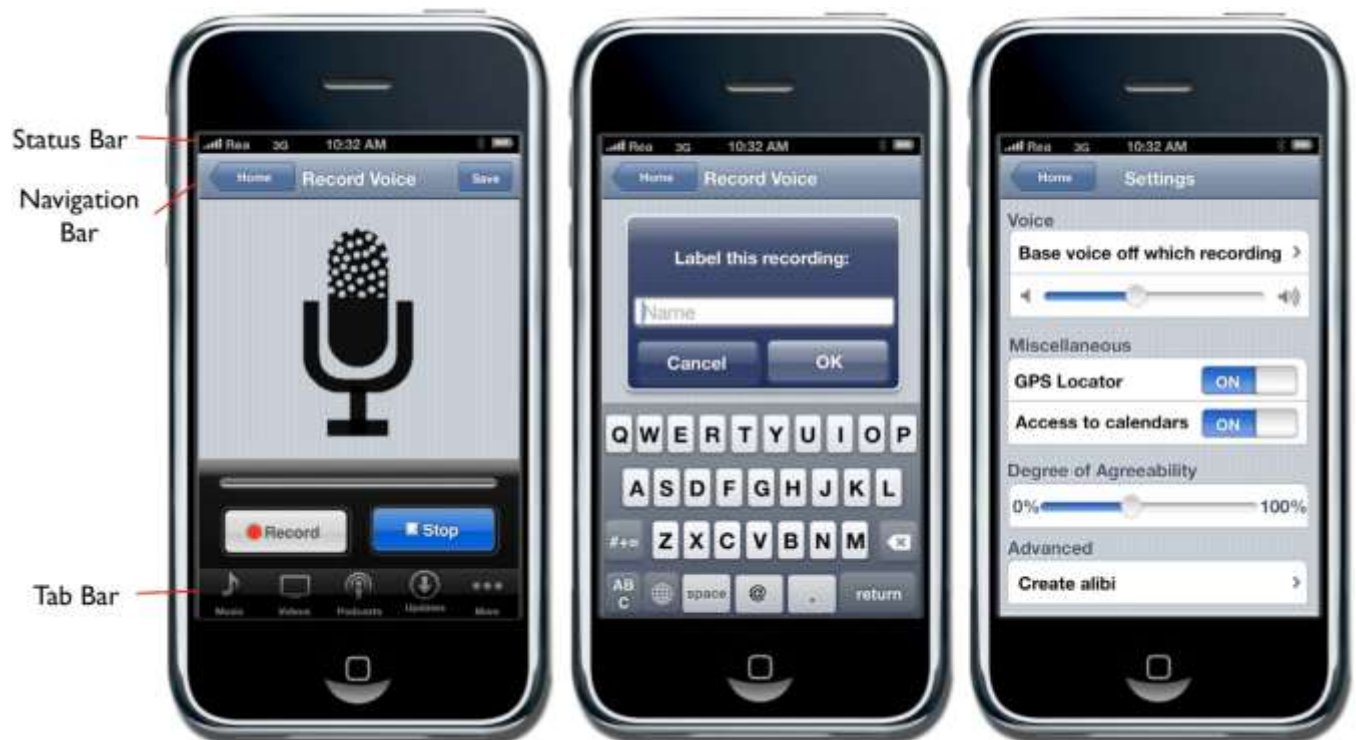 Status Bar
Navigation
Bar
Tab Bar
Rea 3G 10:32 AM
Home Record Voice Save
Record Stop
Music Videos Podcasts Updates More
Rea 3G 10:32 AM
Home Record Voice
Label this recording:
Name
Cancel OK
Q W E R T Y U I O P
A S D F G H J K L
#+= Z X C V B N M
AB
C space @ . return
Rea 3G 10:32 AM
Home Settings
Voice
Base voice off which recording >
Miscellaneous
GPS Locator ON
Access to calendars ON
Degree of Agreeability
0% 100%
Advanced
Create alibi >